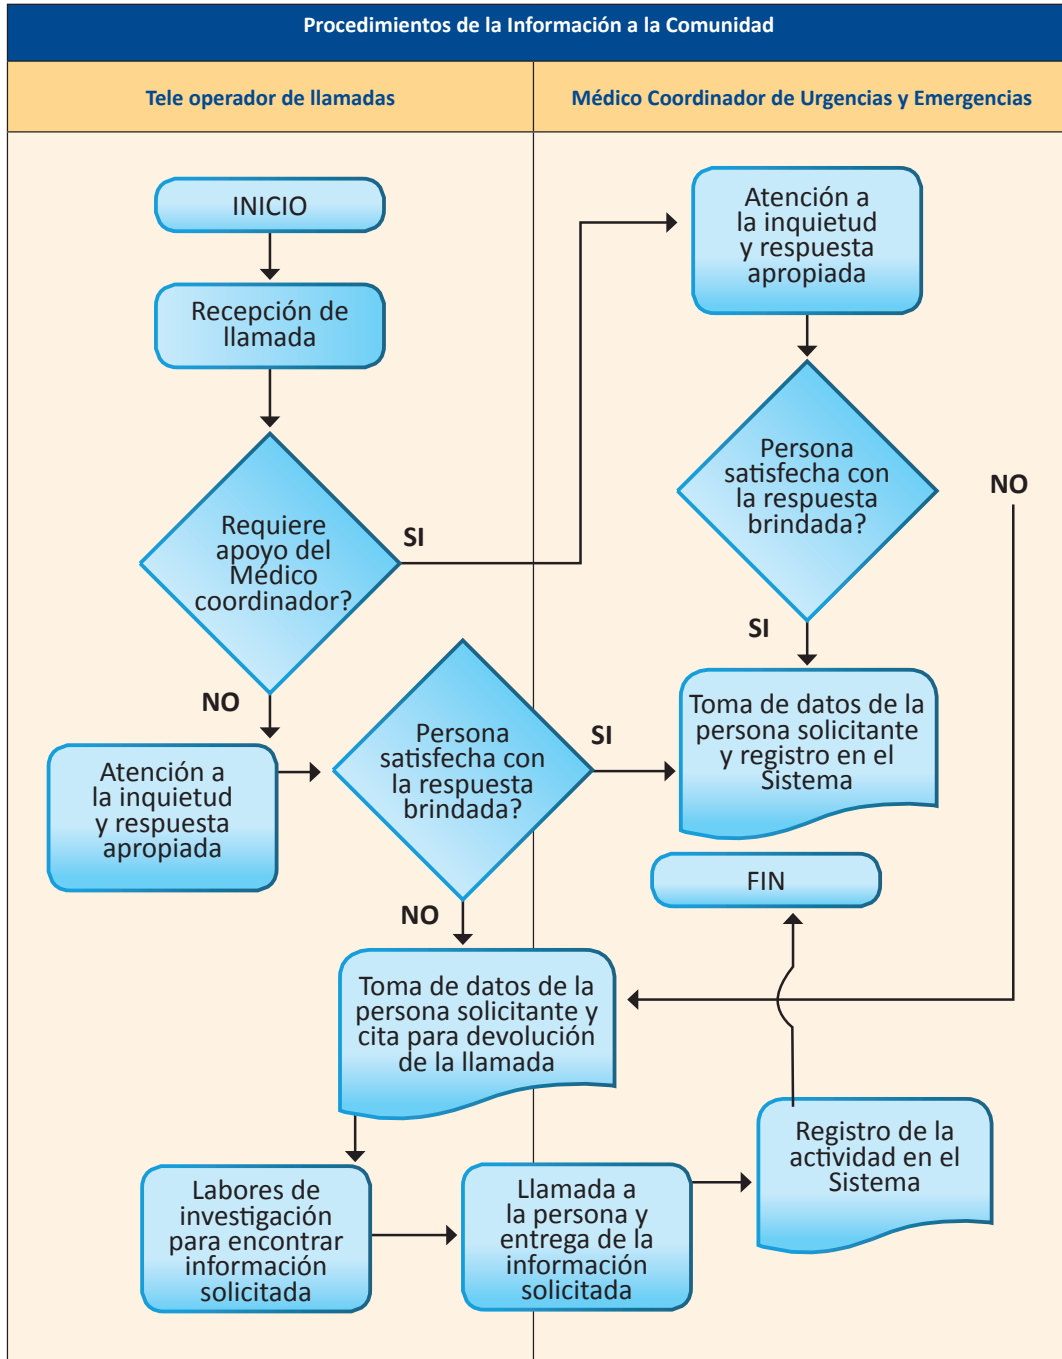 Procedimientos de la Información a la Comunidad
Tele operador de llamadas
Médico Coordinador de Urgencias y Emergencias
INICIO
Recepción de
llamada
Requiere
apoyo del
Médico
coordinador?
SI
NO
Atención a
la inquietud
y respuesta
apropiada
Persona
satisfecha con
la respuesta
brindada?
SI
NO
Atención a
la inquietud
y respuesta
apropiada
Persona
satisfecha con
la respuesta
brindada?
NO
SI
Toma de datos de la
persona solicitante
y registro en el
Sistema
FIN
Toma de datos de la
persona solicitante y
cita para devolución
de la llamada
Labores de
investigación
para encontrar
información
solicitada
Llamada a
la persona y
entrega de la
información
solicitada
Registro de la
actividad en el
Sistema